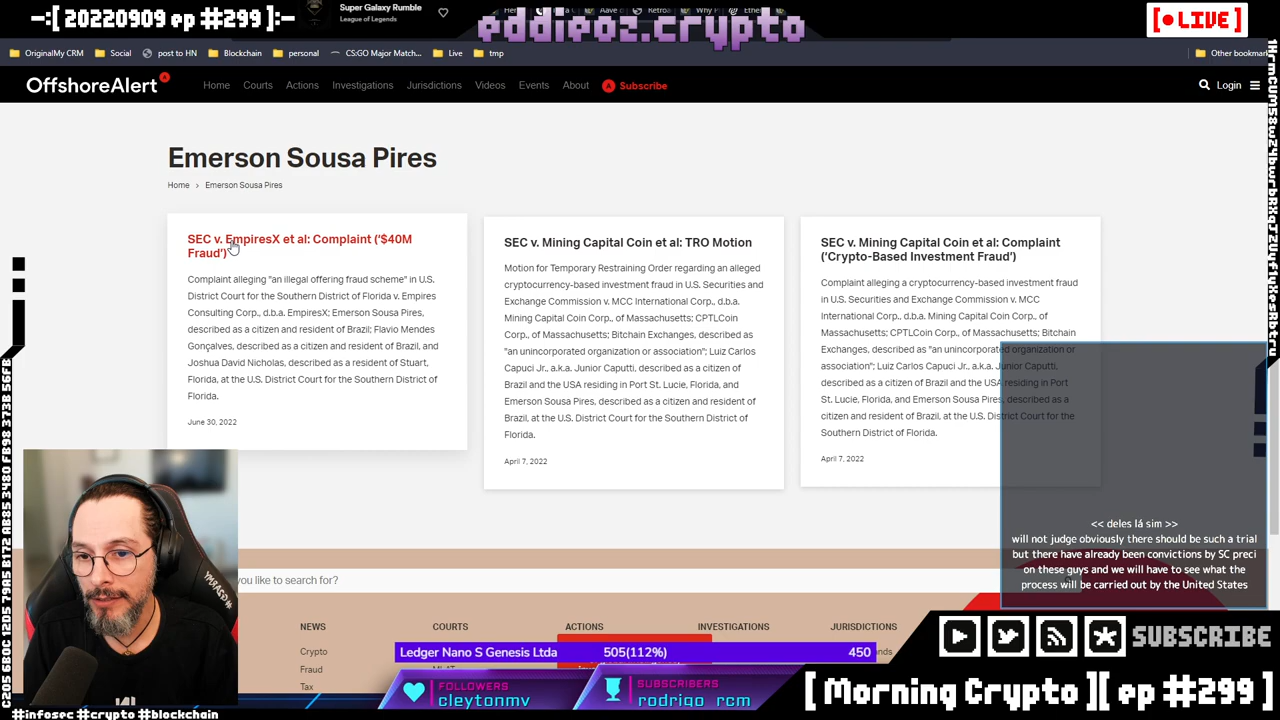 -:[ 20220909 ep #299 ]:-
Super Galaxy Rumble
League of Legends
eddieoz.crypto
[• LIVE]
OriginalMy CRM
Social
post to HN
Blockchain
personal
CS:GO Major Match...
Live
tmp
Other bookmar
OffshoreAlert
Home
Courts
Actions
Investigations
Jurisdictions
Videos
Events
About
Subscribe
Login
Emerson Sousa Pires
Home › Emerson Sousa Pires
SEC v. EmpiresX et al: Complaint (‘$40M
Fraud’)
Complaint alleging "an illegal offering fraud scheme" in U.S.
District Court for the Southern District of Florida v. Empires
Consulting Corp., d.b.a. EmpiresX; Emerson Sousa Pires,
described as a citizen and resident of Brazil; Flavio Mendes
Gonçalves, described as a citizen and resident of Brazil, and
Joshua David Nicholas, described as a resident of Stuart,
Florida, at the U.S. District Court for the Southern District of
Florida.
June 30, 2022
SEC v. Mining Capital Coin et al: TRO Motion
Motion for Temporary Restraining Order regarding an alleged
cryptocurrency-based investment fraud in U.S. Securities and
Exchange Commission v. MCC International Corp., d.b.a.
Mining Capital Coin Corp., of Massachusetts; CPTLCoin
Corp., of Massachusetts; Bitchain Exchanges, described as
"an unincorporated organization or association"; Luiz Carlos
Capuci Jr., a.k.a. Junior Caputti, described as a citizen of
Brazil and the USA residing in Port St. Lucie, Florida, and
Emerson Sousa Pires, described as a citizen and resident of
Brazil, at the U.S. District Court for the Southern District of
Florida.
April 7, 2022
SEC v. Mining Capital Coin et al: Complaint
(‘Crypto-Based Investment Fraud’)
Complaint alleging a cryptocurrency-based investment fraud
in U.S. Securities and Exchange Commission v. MCC
International Corp., d.b.a. Mining Capital Coin Corp., of
Massachusetts; CPTLCoin Corp., of Massachusetts; Bitchain
Exchanges, described as "an unincorporated organization or
association"; Luiz Carlos Capuci Jr., a.k.a. Junior Caputti,
described as a citizen of Brazil and the USA residing in Port
St. Lucie, Florida, and Emerson Sousa Pires, described as a
citizen and resident of Brazil, at the U.S. District Court for the
Southern District of Florida.
April 7, 2022
<< deles lá sim >>
will not judge obviously there should be such a trial
but there have already been convictions by SC preci
on these guys and we will have to see what the
process will be carried out by the United States
you like to search for?
NEWS
COURTS
ACTIONS
INVESTIGATIONS
JURISDICTIONS
Crypto
Fraud
Tax
Ledger Nano S Genesis Ltda
505(112%)
450
FOLLOWERS
cleytonmv
SUBSCRIBERS
rodrigo_rcm
SUBSCRIBE
[ Morning Crypto ][ ep #299 ]
#infosec #crypto #blockchain